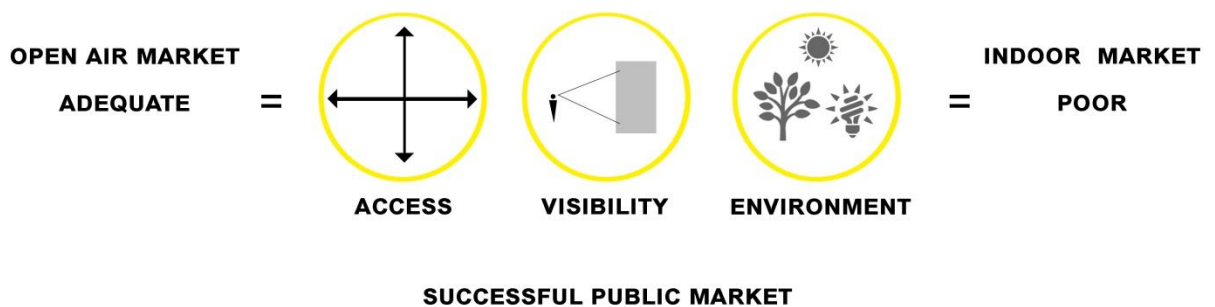 OPEN AIR MARKET
ADEQUATE
=
ACCESS
VISIBILITY
ENVIRONMENT
=
INDOOR MARKET
POOR
SUCCESSFUL PUBLIC MARKET